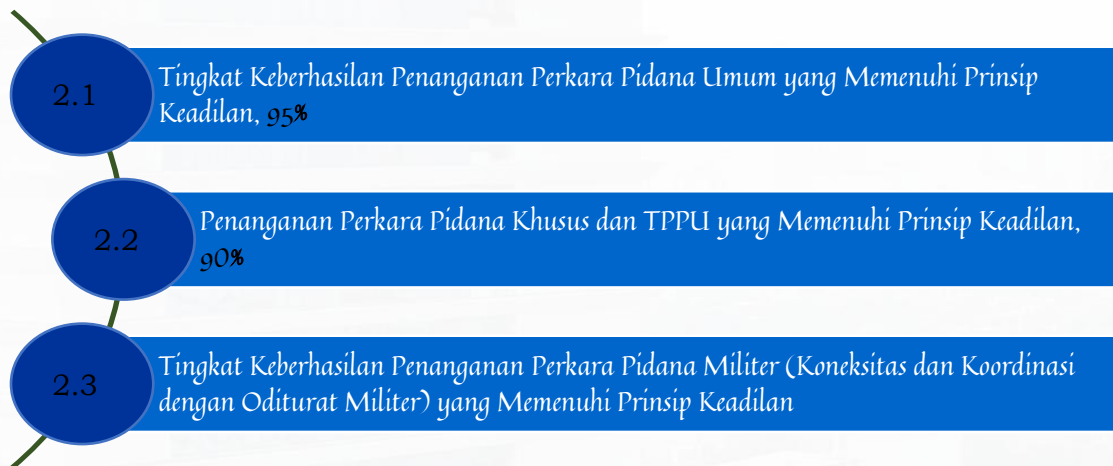 2.1
Tingkat Keberhasilan Penanganan Perkara Pidana Umum yang Memenuhi Prinsip
Keadilan, 95%
2.2
Penanganan Perkara Pidana Khusus dan TPPU yang Memenuhi Prinsip Keadilan,
90%
2.3
Tingkat Keberhasilan Penanganan Perkara Pidana Militer (Koneksitas dan Koordinasi
dengan Oditurat Militer) yang Memenuhi Prinsip Keadilan